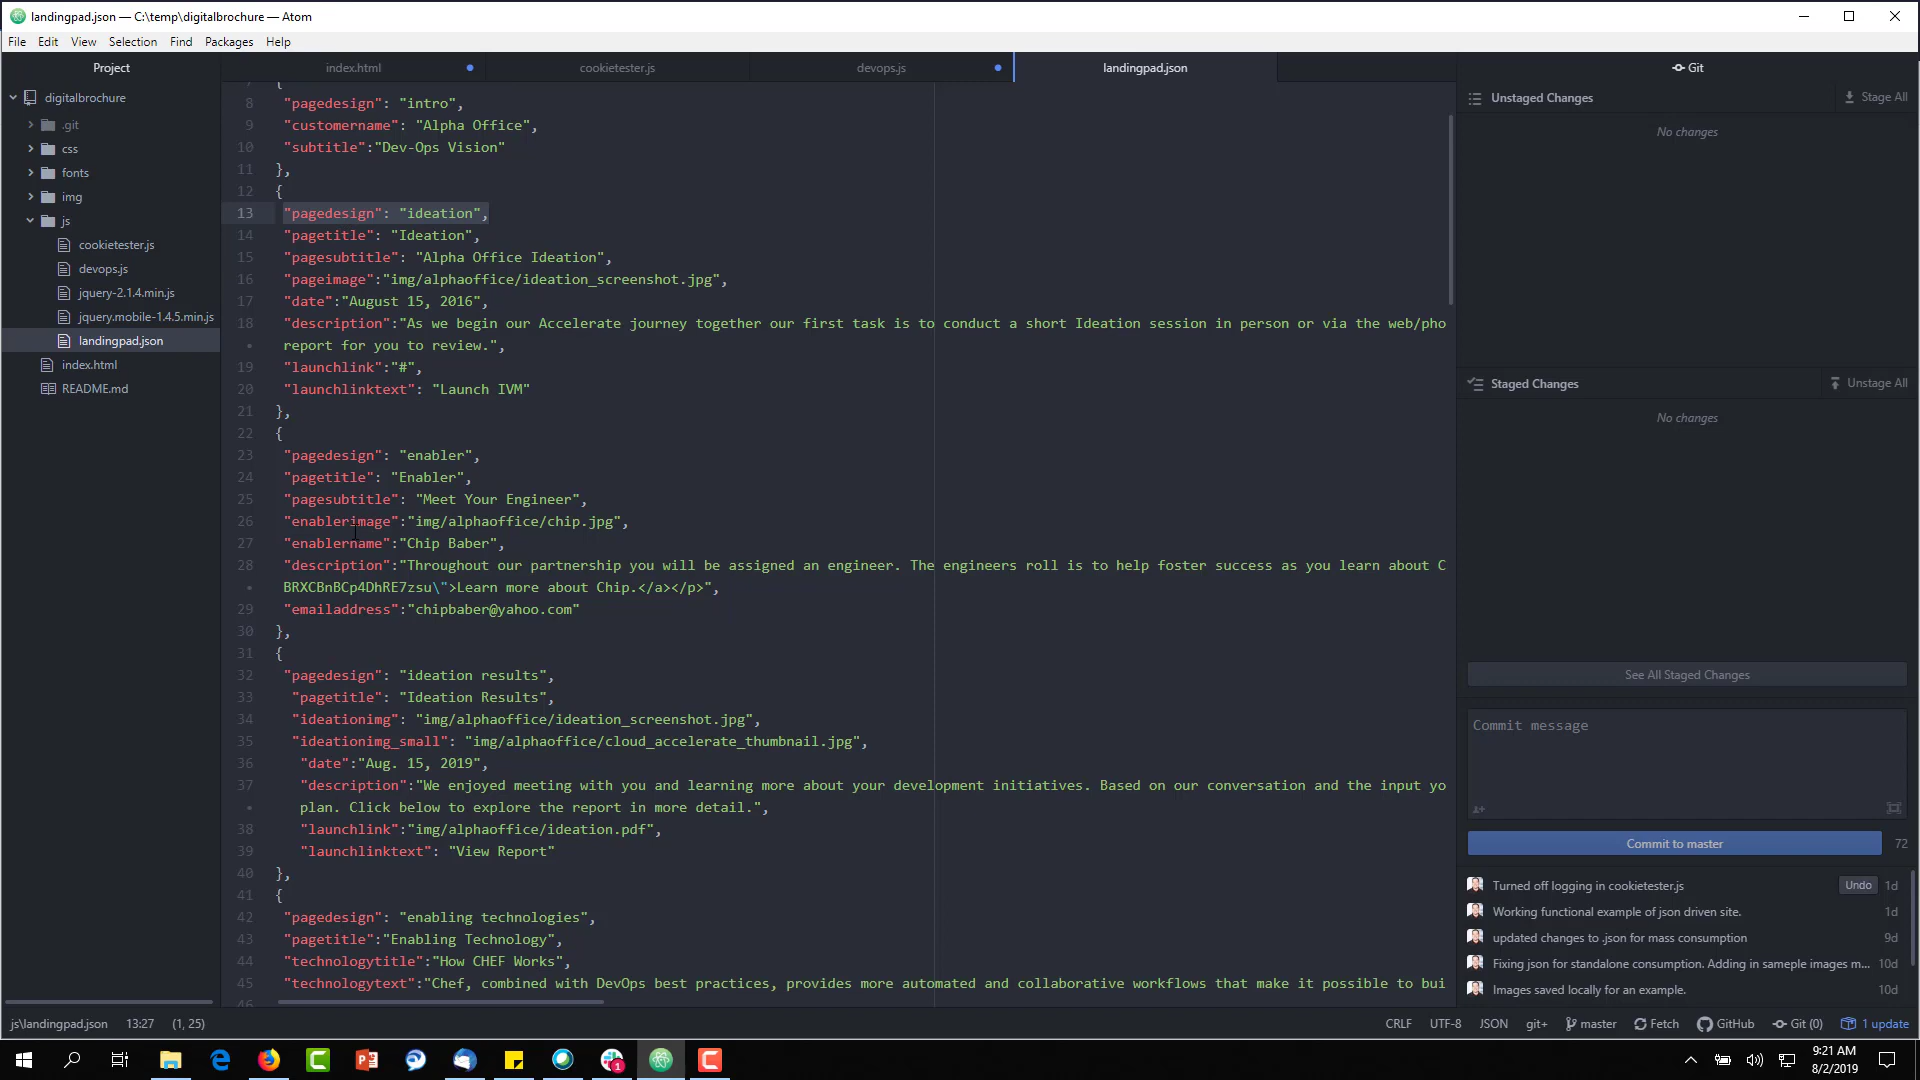 landingpad.json — C:\temp\digitalbrochure — Atom
File Edit View Selection Find Packages Help
Project
index.html
cookietester.js
devops.js
landingpad.json
Git
digitalbrochure
.git
css
fonts
img
js
cookietester.js
devops.js
jquery-2.1.4.min.js
jquery.mobile-1.4.5.min.js
landingpad.json
index.html
README.md
8 "pagedesign": "intro",
9 "customername": "Alpha Office",
10 "subtitle":"Dev-Ops Vision"
11 },
12 {
13 "pagedesign": "ideation",
14 "pagetitle": "Ideation",
15 "pagesubtitle": "Alpha Office Ideation",
16 "pageimage":"img/alphaoffice/ideation_screenshot.jpg",
17 "date":"August 15, 2016",
18 "description":"As we begin our Accelerate journey together our first task is to conduct a short Ideation session in person or via the web/pho
• report for you to review.",
19 "launchlink":"#",
20 "launchlinktext": "Launch IVM"
21 },
22 {
23 "pagedesign": "enabler",
24 "pagetitle": "Enabler",
25 "pagesubtitle": "Meet Your Engineer",
26 "enablerimage":"img/alphaoffice/chip.jpg",
27 "enablername":"Chip Baber",
28 "description":"Throughout our partnership you will be assigned an engineer. The engineers roll is to help foster success as you learn about C
• BRXCBnBCp4DhRE7zsu\">Learn more about Chip.</a></p>",
29 "emailaddress":"chipbaber@yahoo.com"
30 },
31 {
32 "pagedesign": "ideation results",
33 "pagetitle": "Ideation Results",
34 "ideationimg": "img/alphaoffice/ideation_screenshot.jpg",
35 "ideationimg_small": "img/alphaoffice/cloud_accelerate_thumbnail.jpg",
36 "date":"Aug. 15, 2019",
37 "description":"We enjoyed meeting with you and learning more about your development initiatives. Based on our conversation and the input yo
• plan. Click below to explore the report in more detail.",
38 "launchlink":"img/alphaoffice/ideation.pdf",
39 "launchlinktext": "View Report"
40 },
41 {
42 "pagedesign": "enabling technologies",
43 "pagetitle":"Enabling Technology",
44 "technologytitle":"How CHEF Works",
45 "technologytext":"Chef, combined with DevOps best practices, provides more automated and collaborative workflows that make it possible to bui
Unstaged Changes
Stage All
No changes
Staged Changes
Unstage All
No changes
See All Staged Changes
Commit message
Commit to master 72
Turned off logging in cookietester.js Undo 1d
Working functional example of json driven site. 1d
updated changes to .json for mass consumption 9d
Fixing json for standalone consumption. Adding in sameple images m... 10d
Images saved locally for an example. 10d
js\landingpad.json 13:27 (1, 25)
CRLF UTF-8 JSON git+ master Fetch GitHub Git (0) 1 update
1
9:21 AM
8/2/2019